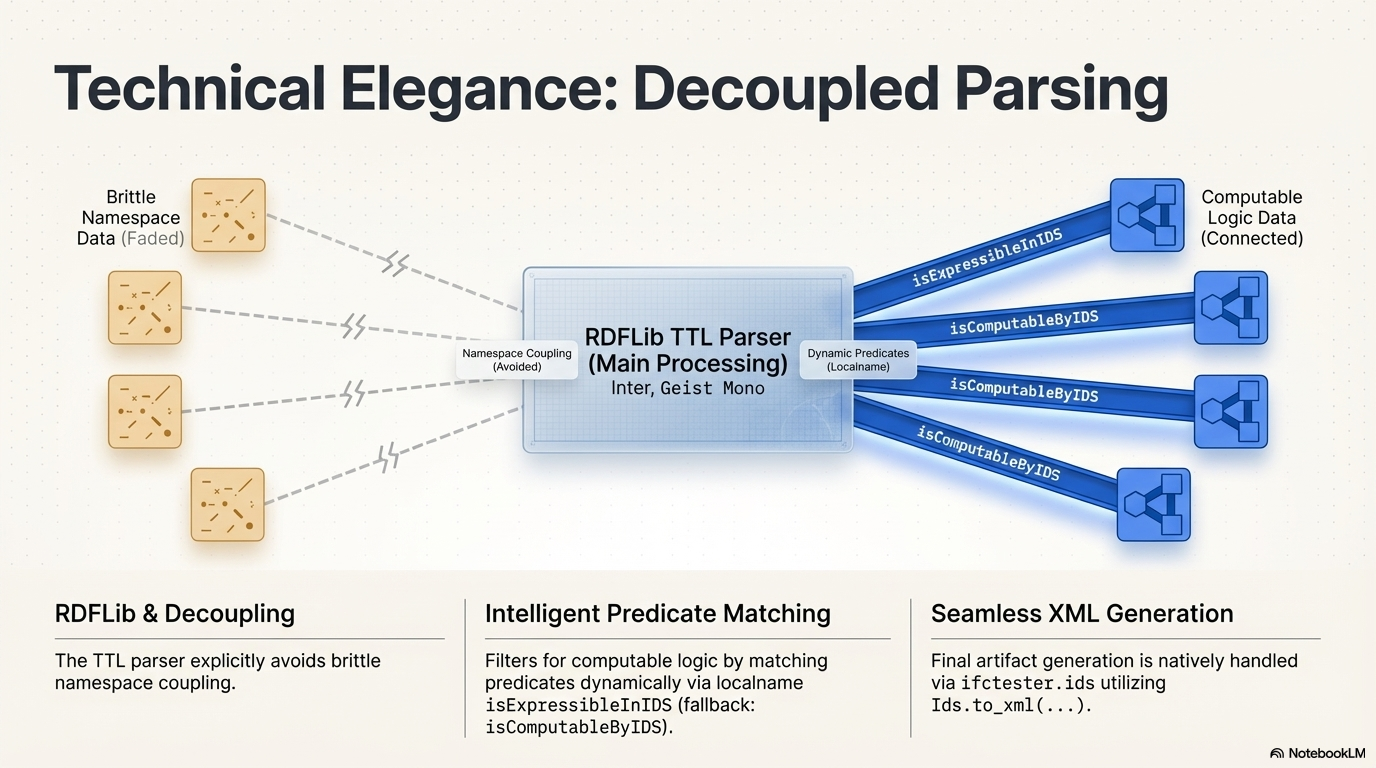 Technical Elegance: Decoupled Parsing
Brittle
Namespace
Data (Faded)
Namespace Coupling
(Avoided)
RDFLib TTL Parser
(Main Processing)
Inter, Geist Mono
Dynamic Predicates
(Localname)
isExpressibleInIDS
isComputableByIDS
isComputableByIDS
isComputableByIDS
Computable
Logic Data
(Connected)
RDFLib & Decoupling
The TTL parser explicitly avoids brittle
namespace coupling.
Intelligent Predicate Matching
Filters for computable logic by matching
predicates dynamically via localname
isExpressibleInIDS (fallback:
isComputableByIDS).
Seamless XML Generation
Final artifact generation is natively handled
via ifctester.ids utilizing
Ids.to_xml(...).
NotebookLM